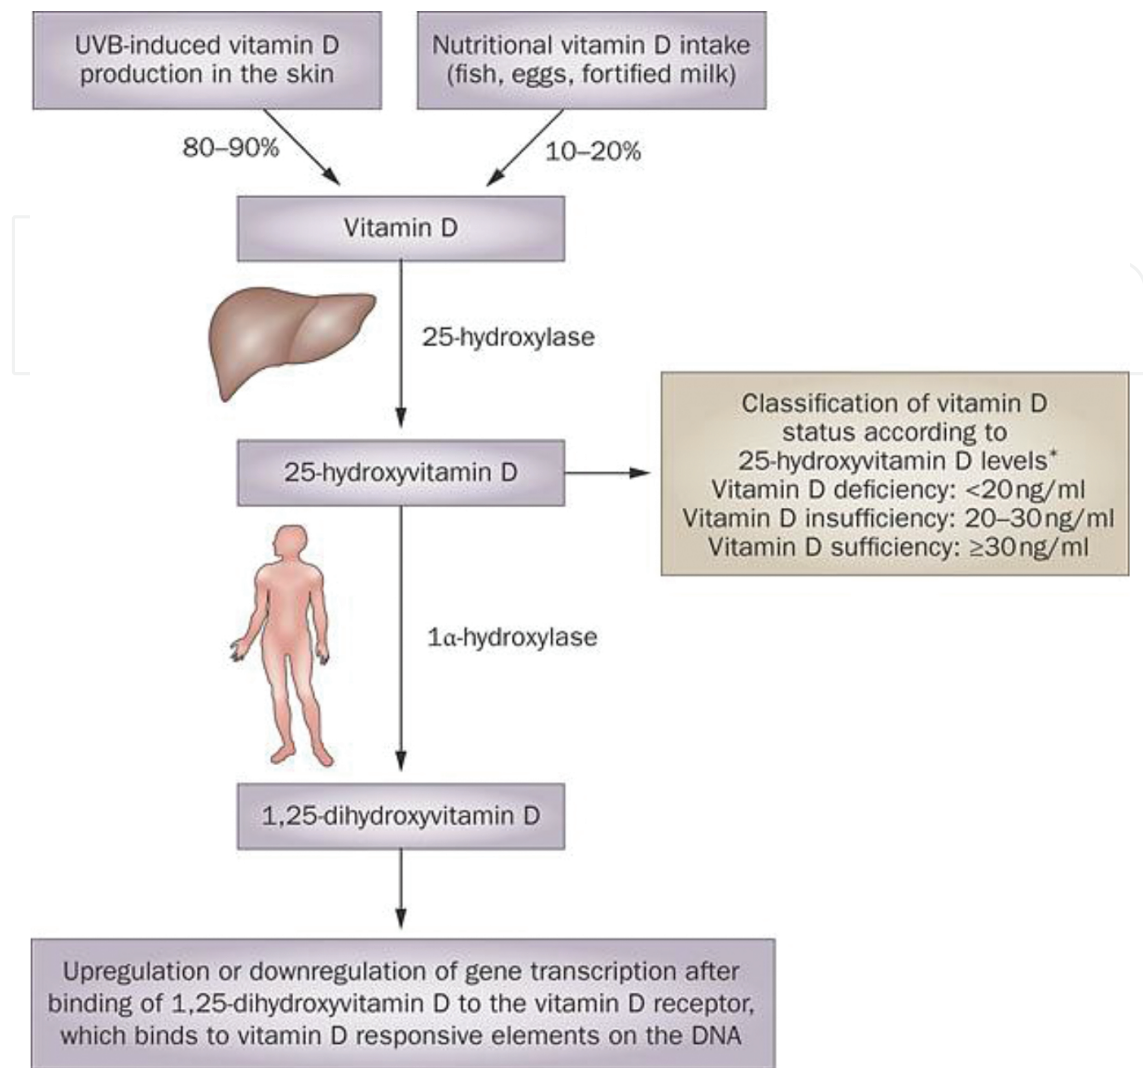 UVB-induced vitamin D
production in the skin
Nutritional vitamin D intake
(fish, eggs, fortified milk)
80–90%
10–20%
Vitamin D
25-hydroxylase
25-hydroxyvitamin D
Classification of vitamin D
status according to
25-hydroxyvitamin D levels*
Vitamin D deficiency: <20ng/ml
Vitamin D insufficiency: 20–30ng/ml
Vitamin D sufficiency: ≥30ng/ml
1α-hydroxylase
1,25-dihydroxyvitamin D
Upregulation or downregulation of gene transcription after
binding of 1,25-dihydroxyvitamin D to the vitamin D receptor,
which binds to vitamin D responsive elements on the DNA